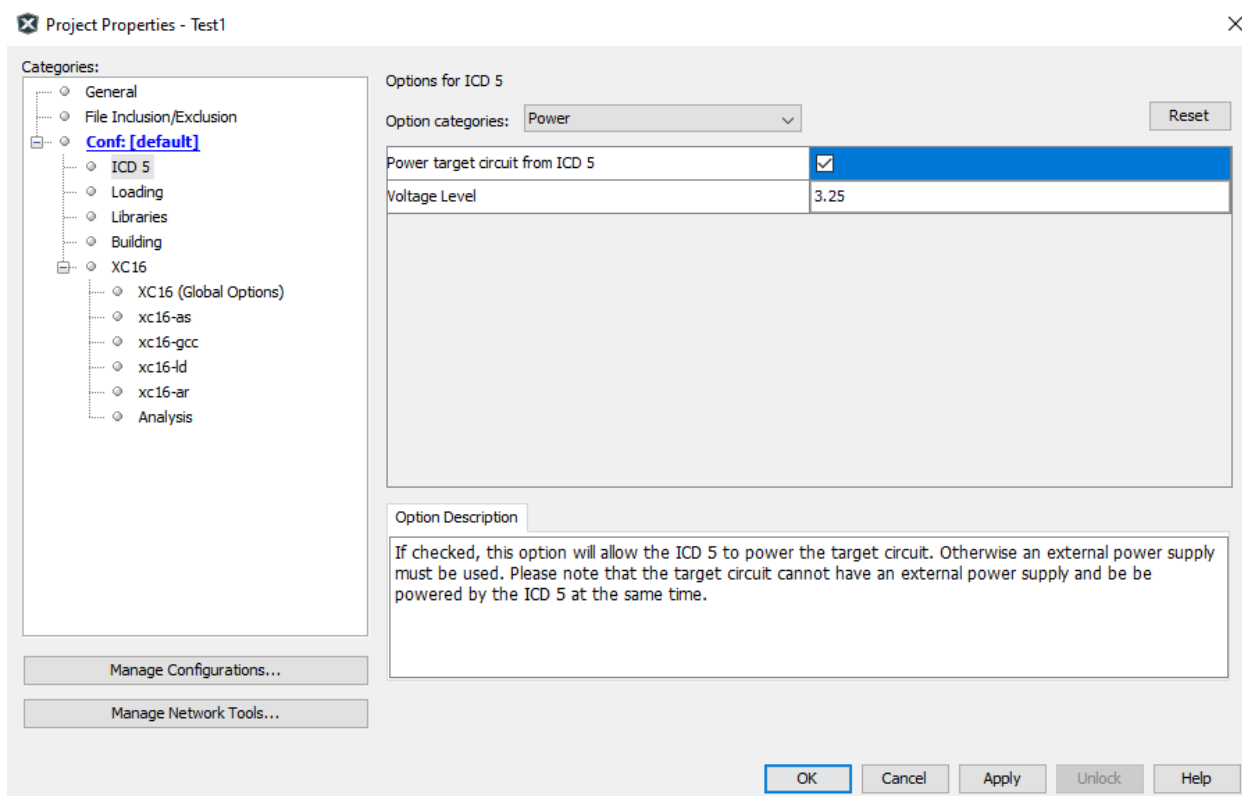 Project Properties - Test1
Categories:
General
File Inclusion/Exclusion
Conf: [default]
ICD 5
Loading
Libraries
Building
XC16
XC16 (Global Options)
xc16-as
xc16-gcc
xc16-ld
xc16-ar
Analysis
Manage Configurations...
Manage Network Tools...
Options for ICD 5
Option categories: Power
Reset
Power target circuit from ICD 5
Voltage Level 3.25
Option Description
If checked, this option will allow the ICD 5 to power the target circuit. Otherwise an external power supply
must be used. Please note that the target circuit cannot have an external power supply and be be
powered by the ICD 5 at the same time.
OK Cancel Apply Unlock Help